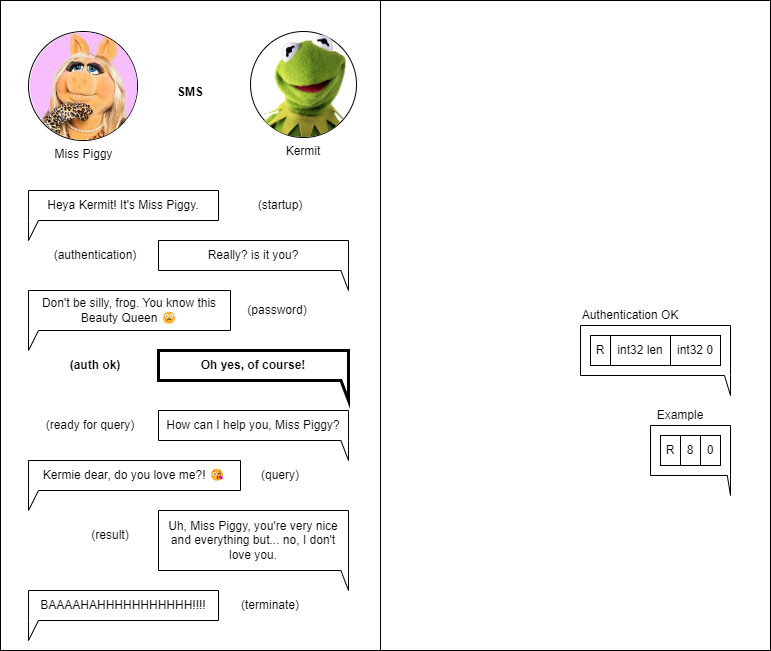 SMS
Miss Piggy
Kermit
Heya Kermit! It's Miss Piggy.
(startup)
(authentication)
Really? is it you?
Don't be silly, frog. You know this
Beauty Queen 😫
(password)
(auth ok)
Oh yes, of course!
(ready for query)
How can I help you, Miss Piggy?
Kermie dear, do you love me?! 😘
(query)
(result)
Uh, Miss Piggy, you're very nice
and everything but... no, I don't
love you.
BAAAAHAHHHHHHHHHHH!!!!
(terminate)
Authentication OK
R int32 len int32 0
Example
R 8 0